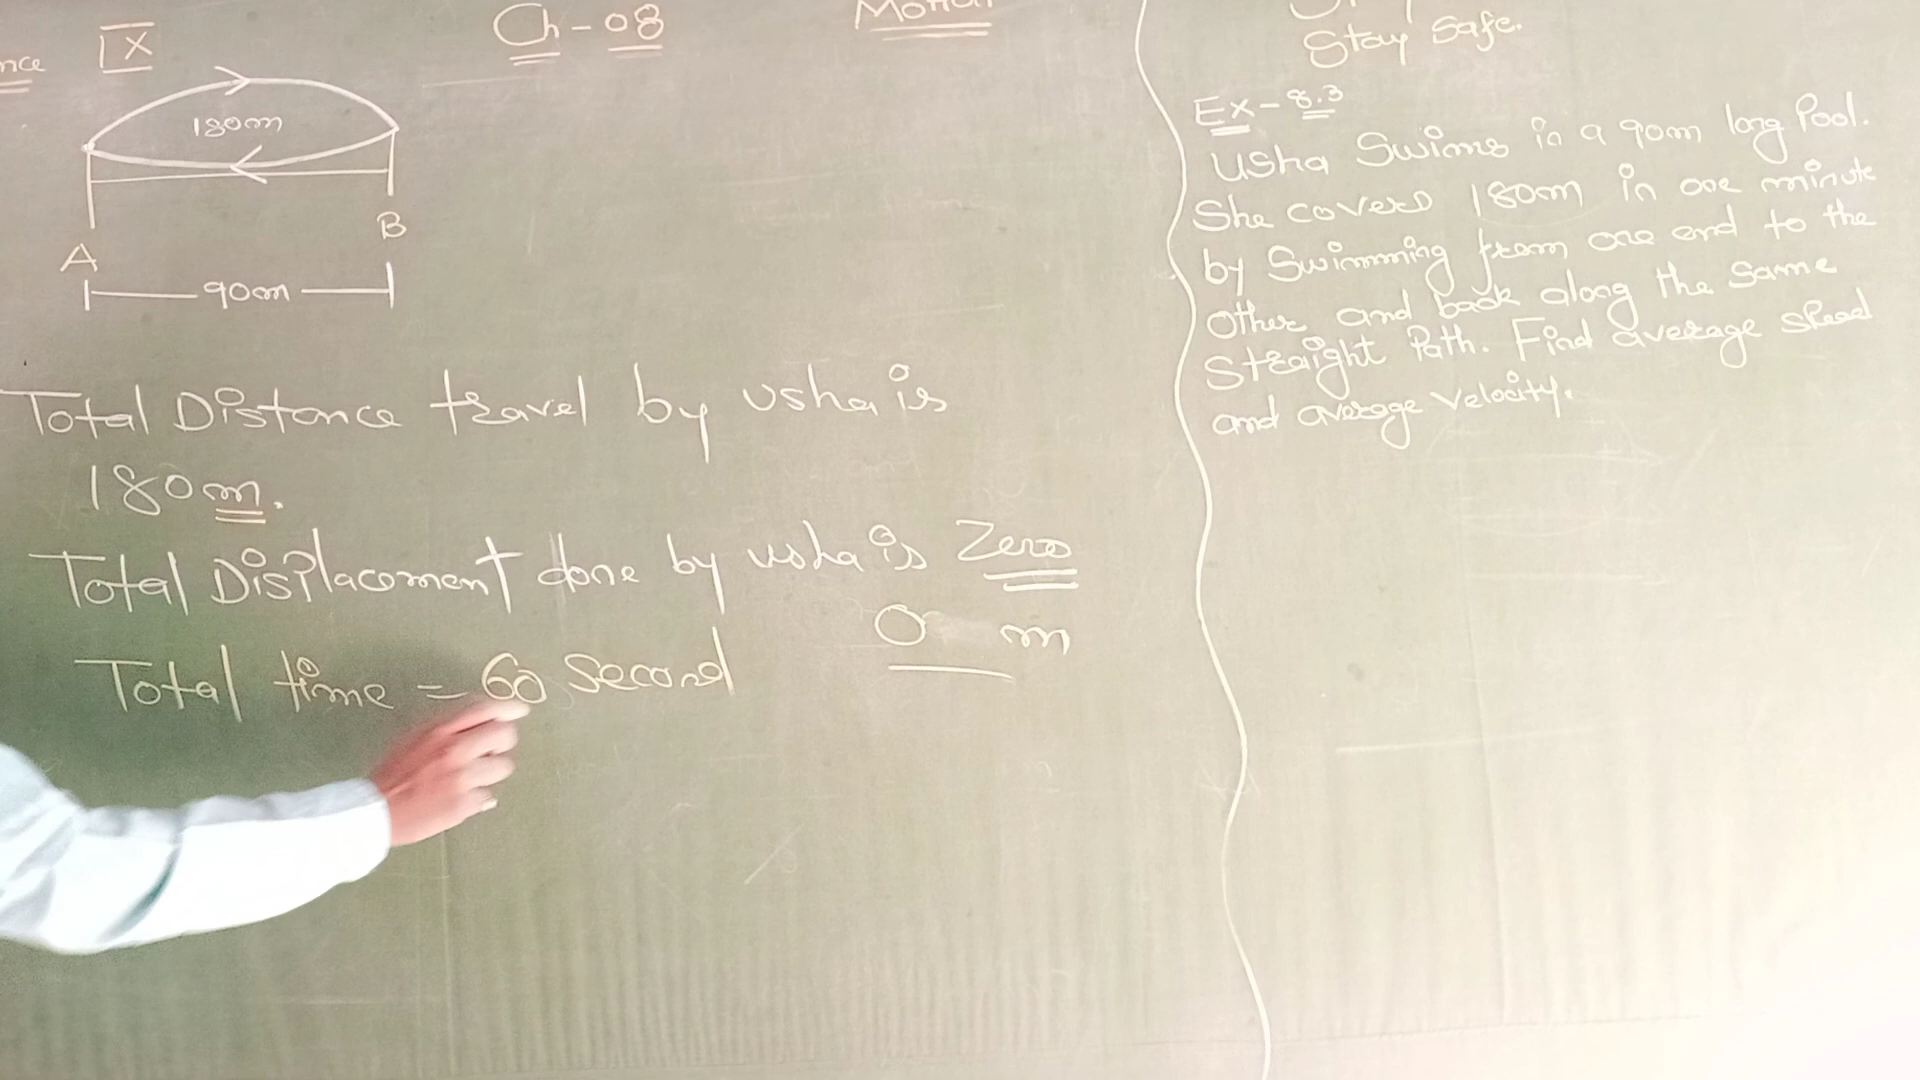 IX
Ch-08
Motion
180m
A
B
90m
Total Distance travel by usha is
180m.
Total Displacement done by usha is Zero
0 m
Total time = 60 Second
Stay Safe.
Ex-8.3
Usha Swims in a 90m long Pool.
She covers 180m in one minute
by Swimming from one end to the
Other and back along the Same
Straight Path. Find average speed
and average velocity.